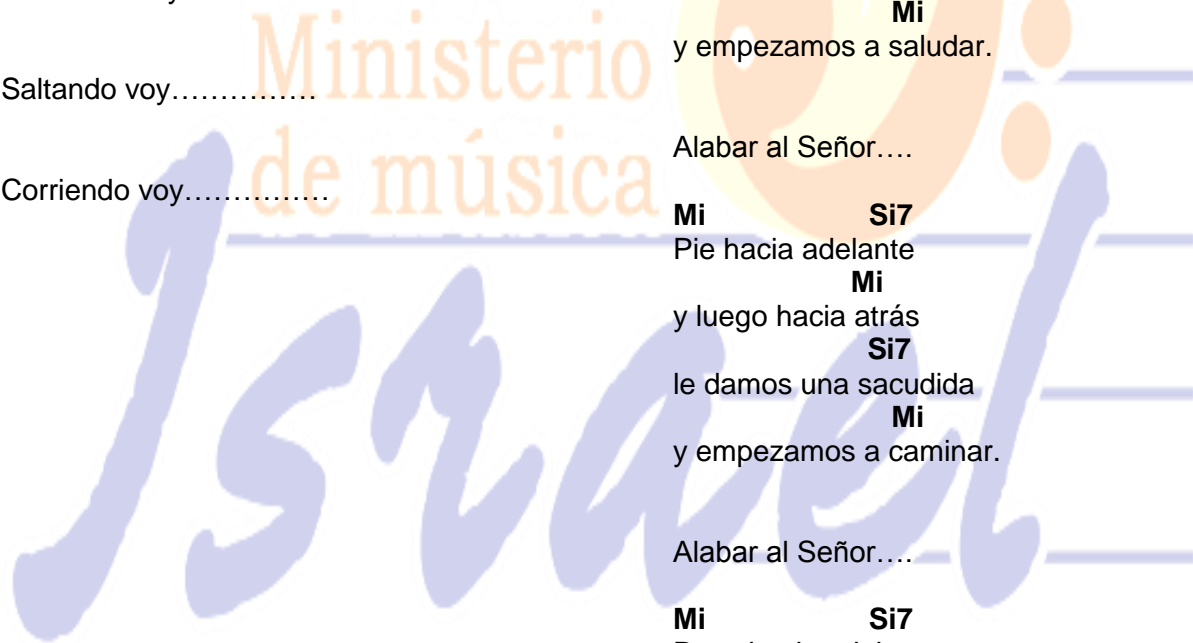 Saltando voy……………
Corriendo voy……………
Mi
y empezamos a saludar.
Alabar al Señor….
Mi Si7
Pie hacia adelante
Mi
y luego hacia atrás
Si7
le damos una sacudida
Mi
y empezamos a caminar.
Alabar al Señor….
Mi Si7
Ministerio
de música
Israel